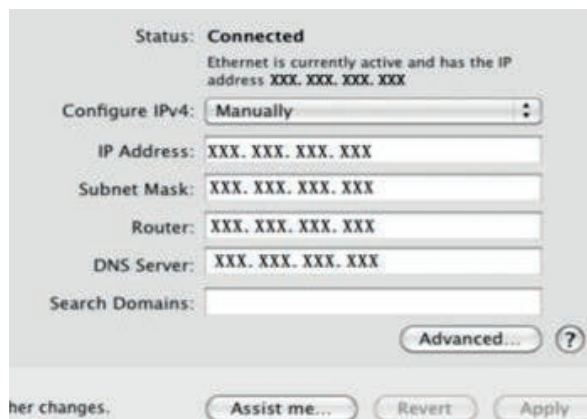 Status: Connected
Ethernet is currently active and has the IP
address XXX. XXX. XXX. XXX
Configure IPv4: Manually
IP Address: XXX. XXX. XXX. XXX
Subnet Mask: XXX. XXX. XXX. XXX
Router: XXX. XXX. XXX. XXX
DNS Server: XXX. XXX. XXX. XXX
Search Domains:
Advanced... ?
her changes. Assist me... Revert Apply